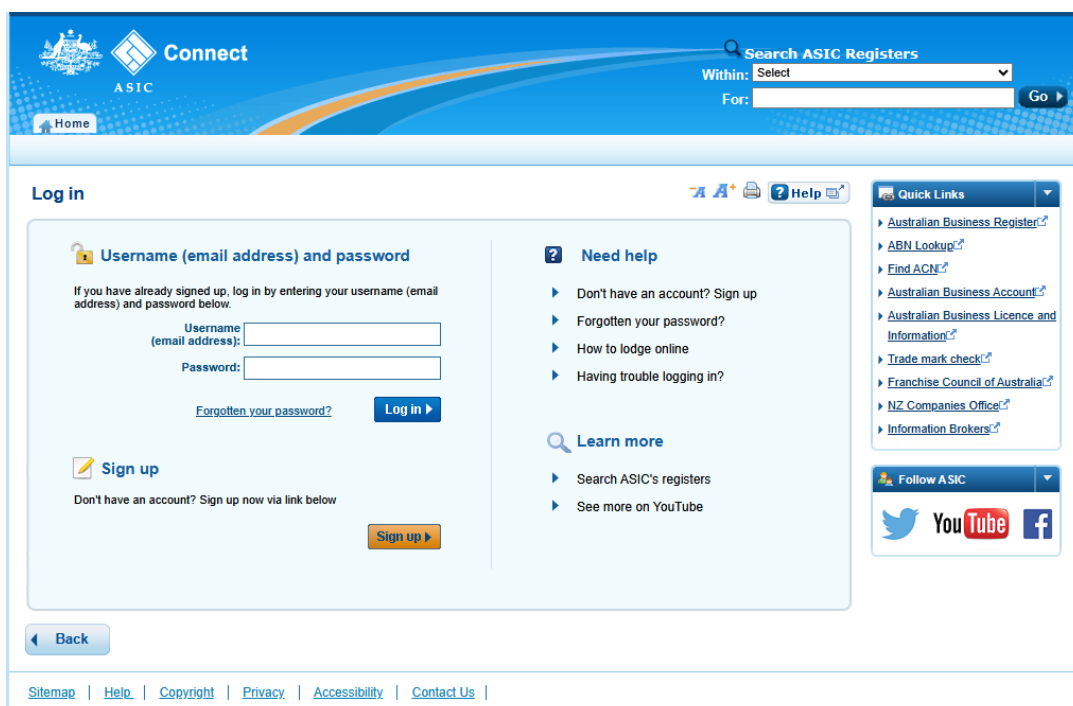 Connect
ASIC
Search ASIC Registers
Within: Select
For:
Go
Home
Log in
-A A+ Help
Username (email address) and password
If you have already signed up, log in by entering your username (email
address) and password below.
Username
(email address):
Password:
Forgotten your password?
Log in
Sign up
Don't have an account? Sign up now via link below
Sign up
Need help
Don't have an account? Sign up
Forgotten your password?
How to lodge online
Having trouble logging in?
Learn more
Search ASIC's registers
See more on YouTube
Quick Links
Australian Business Register
ABN Lookup
Find ACN
Australian Business Account
Australian Business Licence and
Information
Trade mark check
Franchise Council of Australia
NZ Companies Office
Information Brokers
Follow ASIC
YouTube
Back
Sitemap | Help | Copyright | Privacy | Accessibility | Contact Us |